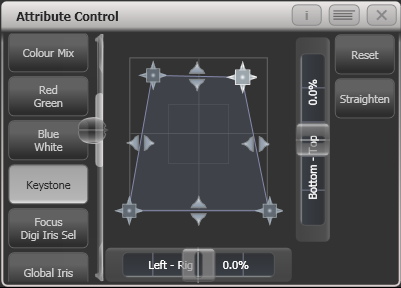 Attribute Control
i
Colour Mix
Red
Green
Blue
White
Keystone
Focus
Digi Iris Sel
Global Iris
Reset
Straighten
0.0%
Bottom - Top
Left - Rig
0.0%